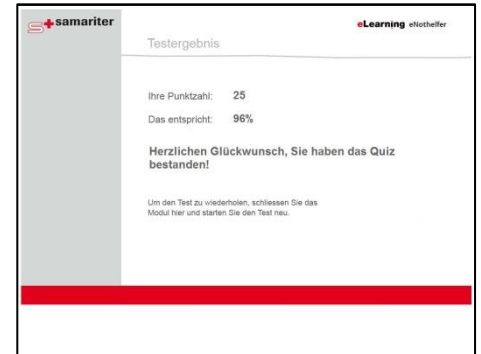 samariter
eLearning eNothelfer
Testergebnis
Ihre Punktzahl: 25
Das entspricht: 96%
Herzlichen Glückwunsch, Sie haben das Quiz
bestanden!
Um den Test zu wiederholen, schliessen Sie das
Modul hier und starten Sie den Test neu.